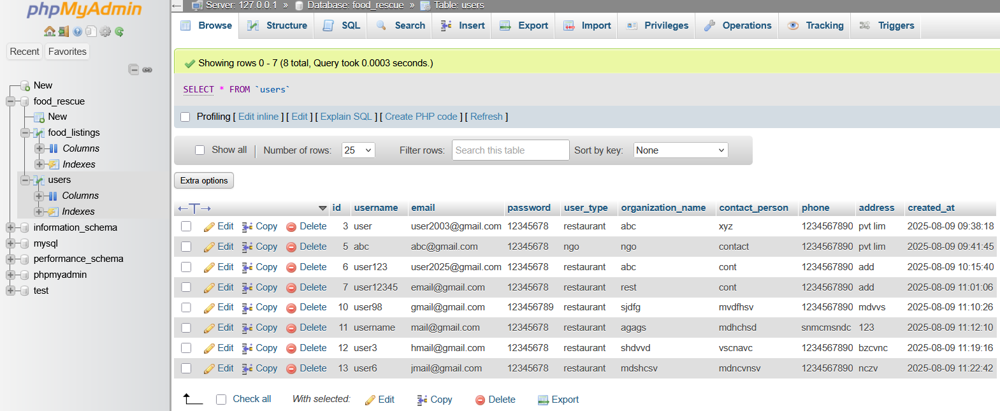 phpMyAdmin
Recent Favorites
New
food_rescue
New
food_listings
Columns
Indexes
users
Columns
Indexes
information_schema
mysql
performance_schema
phpmyadmin
test
Server: 127.0.0.1 » Database: food_rescue » Table: users
Browse Structure SQL Search Insert Export Import Privileges Operations Tracking Triggers
Showing rows 0 - 7 (8 total, Query took 0.0003 seconds.)
SELECT * FROM `users`
Profiling [ Edit inline ] [ Edit ] [ Explain SQL ] [ Create PHP code ] [ Refresh ]
Show all | Number of rows: 25 Filter rows: Search this table Sort by key: None
Extra options
←T→ id username email password user_type organization_name contact_person phone address created_at
Edit Copy Delete 3 user user2003@gmail.com 12345678 restaurant abc xyz 1234567890 pvt lim 2025-08-09 09:38:18
Edit Copy Delete 5 abc abc@gmail.com 12345678 ngo ngo contact 1234567890 pvt lim 2025-08-09 09:41:45
Edit Copy Delete 6 user123 user2025@gmail.com 12345678 restaurant abc cont 1234567890 add 2025-08-09 10:15:40
Edit Copy Delete 7 user12345 email@gmail.com 12345678 restaurant rest cont 1234567890 add 2025-08-09 11:01:06
Edit Copy Delete 10 user98 gmail@gmail.com 123456789 restaurant sjdfg mvdfhsv 1234567890 mdvvs 2025-08-09 11:10:26
Edit Copy Delete 11 username mail@gmail.com 12345678 restaurant agags mdhchsd snmcmsndc 123 2025-08-09 11:12:10
Edit Copy Delete 12 user3 hmail@gmail.com 12345678 restaurant shdvvd vscnavc 1234567890 bzcvnc 2025-08-09 11:19:16
Edit Copy Delete 13 user6 jmail@gmail.com 12345678 restaurant mdshcsv mdncvnsv 1234567890 nczv 2025-08-09 11:22:42
Check all With selected: Edit Copy Delete Export